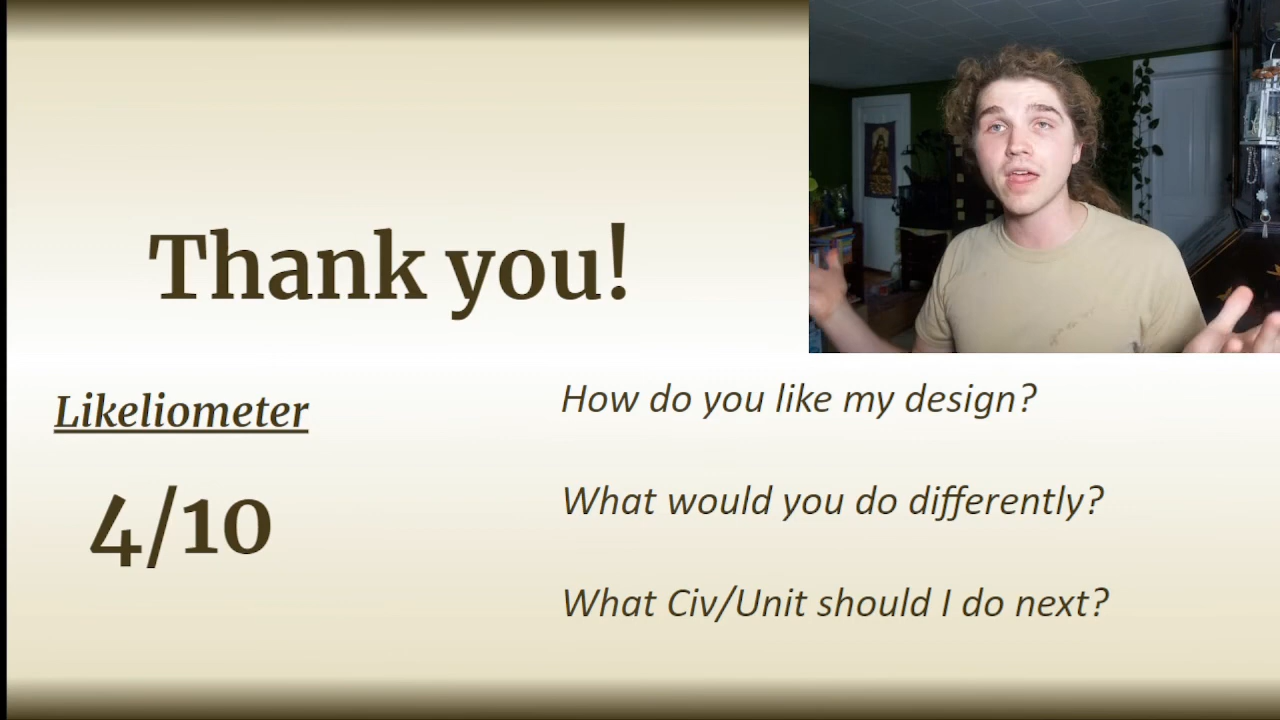 Thank you!
Likeliometer
4/10
How do you like my design?
What would you do differently?
What Civ/Unit should I do next?